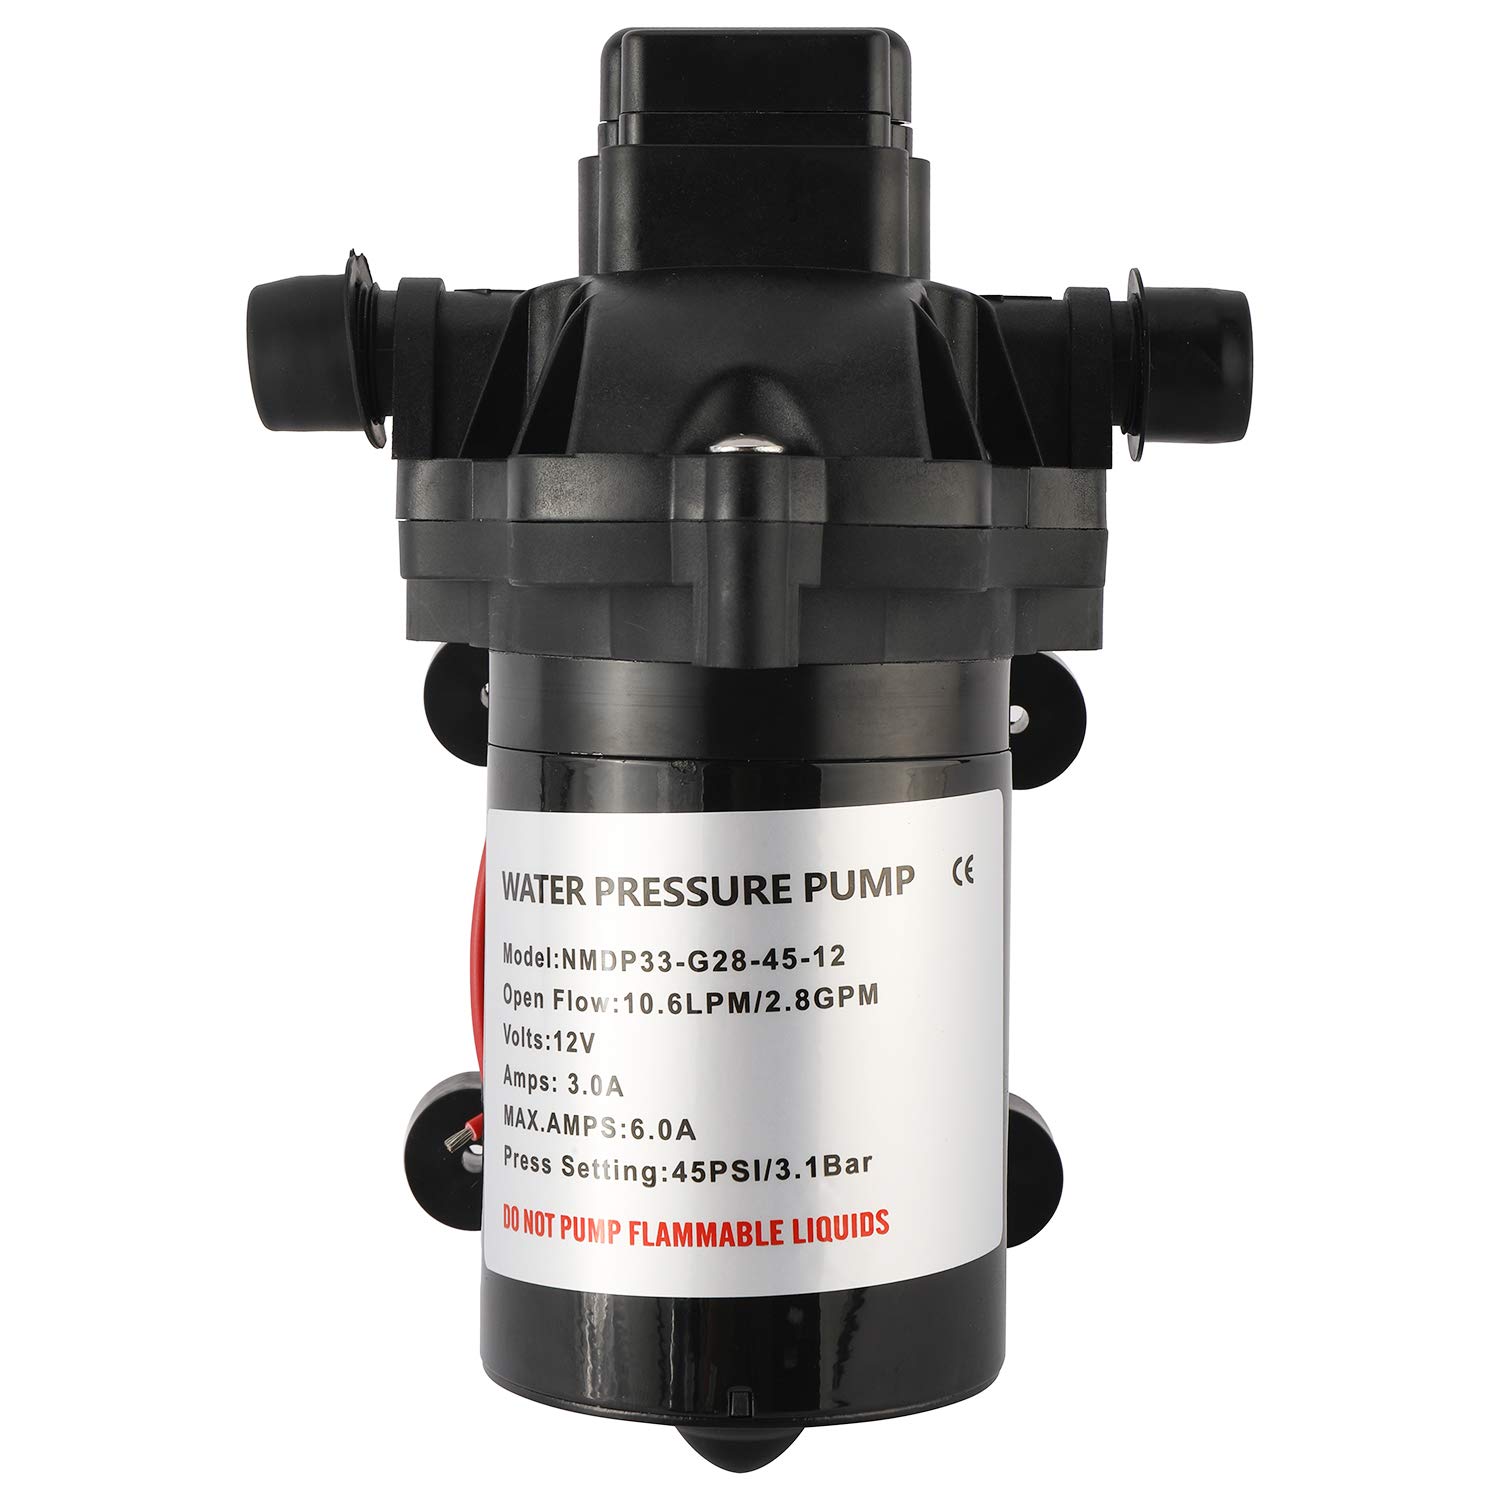 WATER PRESSURE PUMP CE
Model:NMDP33-G28-45-12
Open Flow:10.6LPM/2.8GPM
Volts:12V
Amps: 3.0A
MAX.AMPS:6.0A
Press Setting:45PSI/3.1Bar
DO NOT PUMP FLAMMABLE LIQUIDS